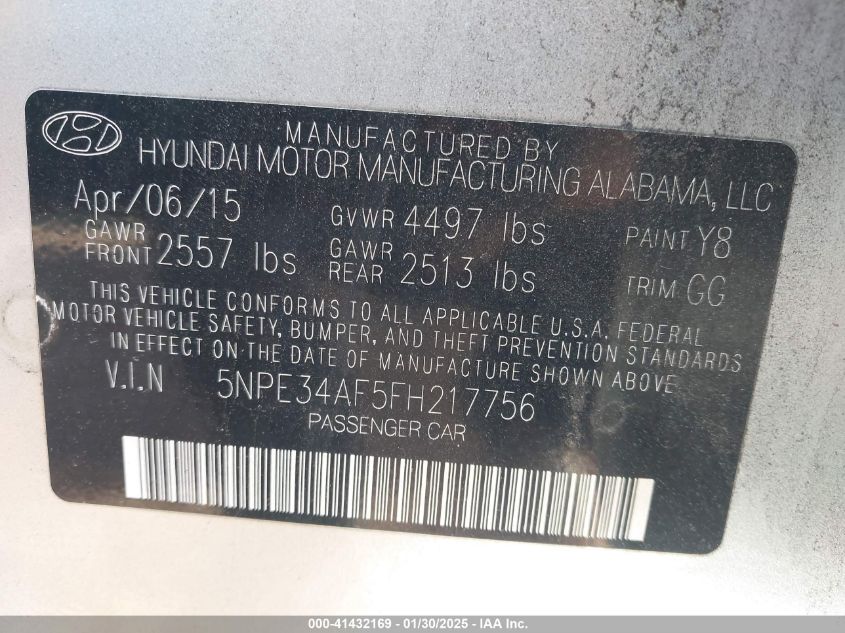 MANUFACTURED BY
HYUNDAI MOTOR MANUFACTURING ALABAMA, LLC
Apr/06/15 GVWR 4497 lbs PAINT Y8
GAWR FRONT 2557 lbs GAWR REAR 2513 lbs TRIM GG
THIS VEHICLE CONFORMS TO ALL APPLICABLE U.S.A. FEDERAL
MOTOR VEHICLE SAFETY, BUMPER, AND THEFT PREVENTION STANDARDS
IN EFFECT ON THE DATE OF MANUFACTURE SHOWN ABOVE
V.I.N 5NPE34AF5FH217756
PASSENGER CAR
000-41432169 - 01/30/2025 - IAA Inc.